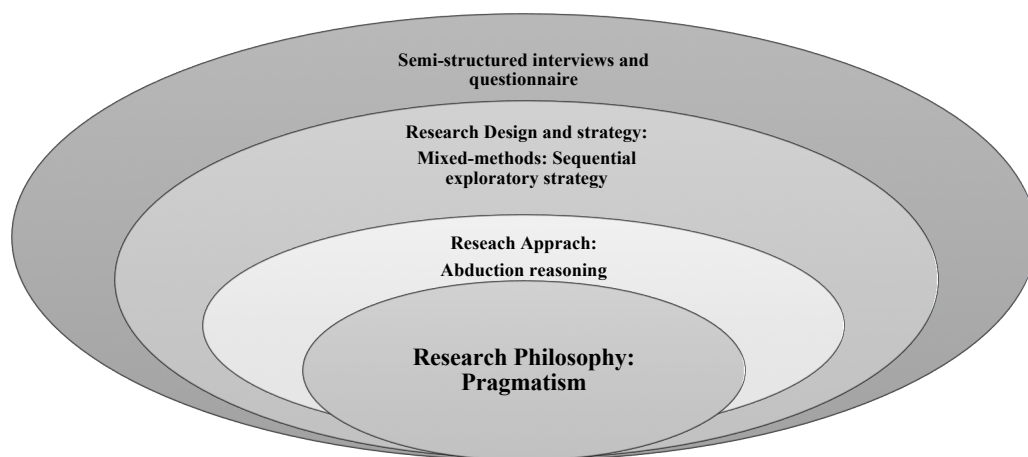 Semi-structured interviews and
questionnaire
Research Design and strategy:
Mixed-methods: Sequential
exploratory strategy
Reseach Apprach:
Abduction reasoning
Research Philosophy:
Pragmatism